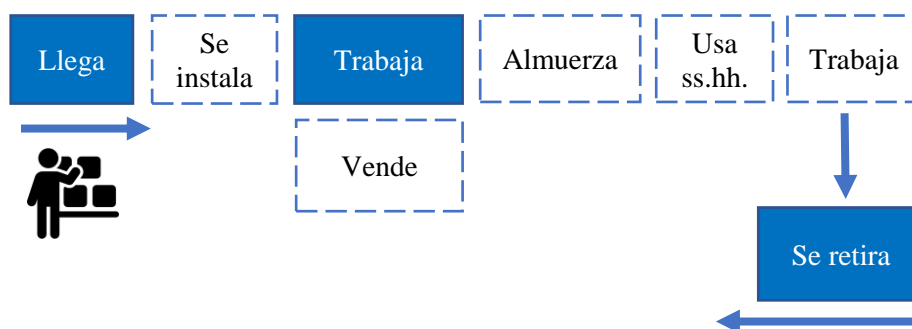 Llega
Se
instala
Trabaja
Almuerza
Usa
ss.hh.
Trabaja
Vende
Se retira